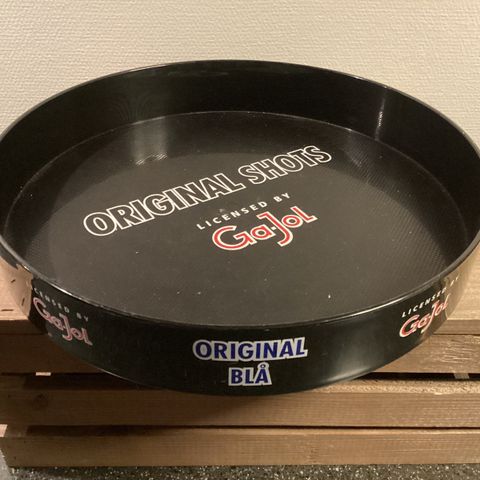 ORIGINAL SHOTS
LICENSED BY
Ga-Jol
LICENSED BY
Ga-Jol
ORIGINAL
BLÅ
LICENSED BY
Ga-Jol